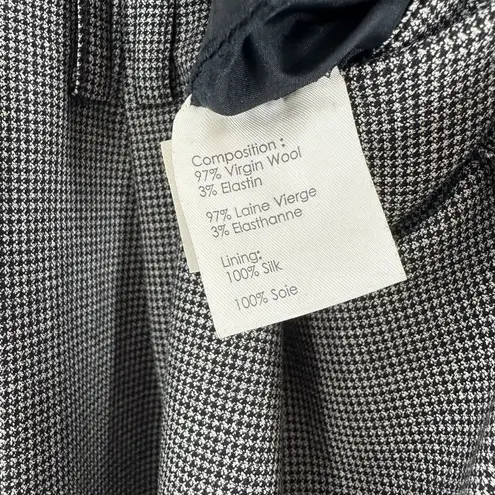 Composition :
97% Virgin Wool
3% Elastin
97% Laine Vierge
3% Elasthanne
Lining:
100% Silk
100% Soie